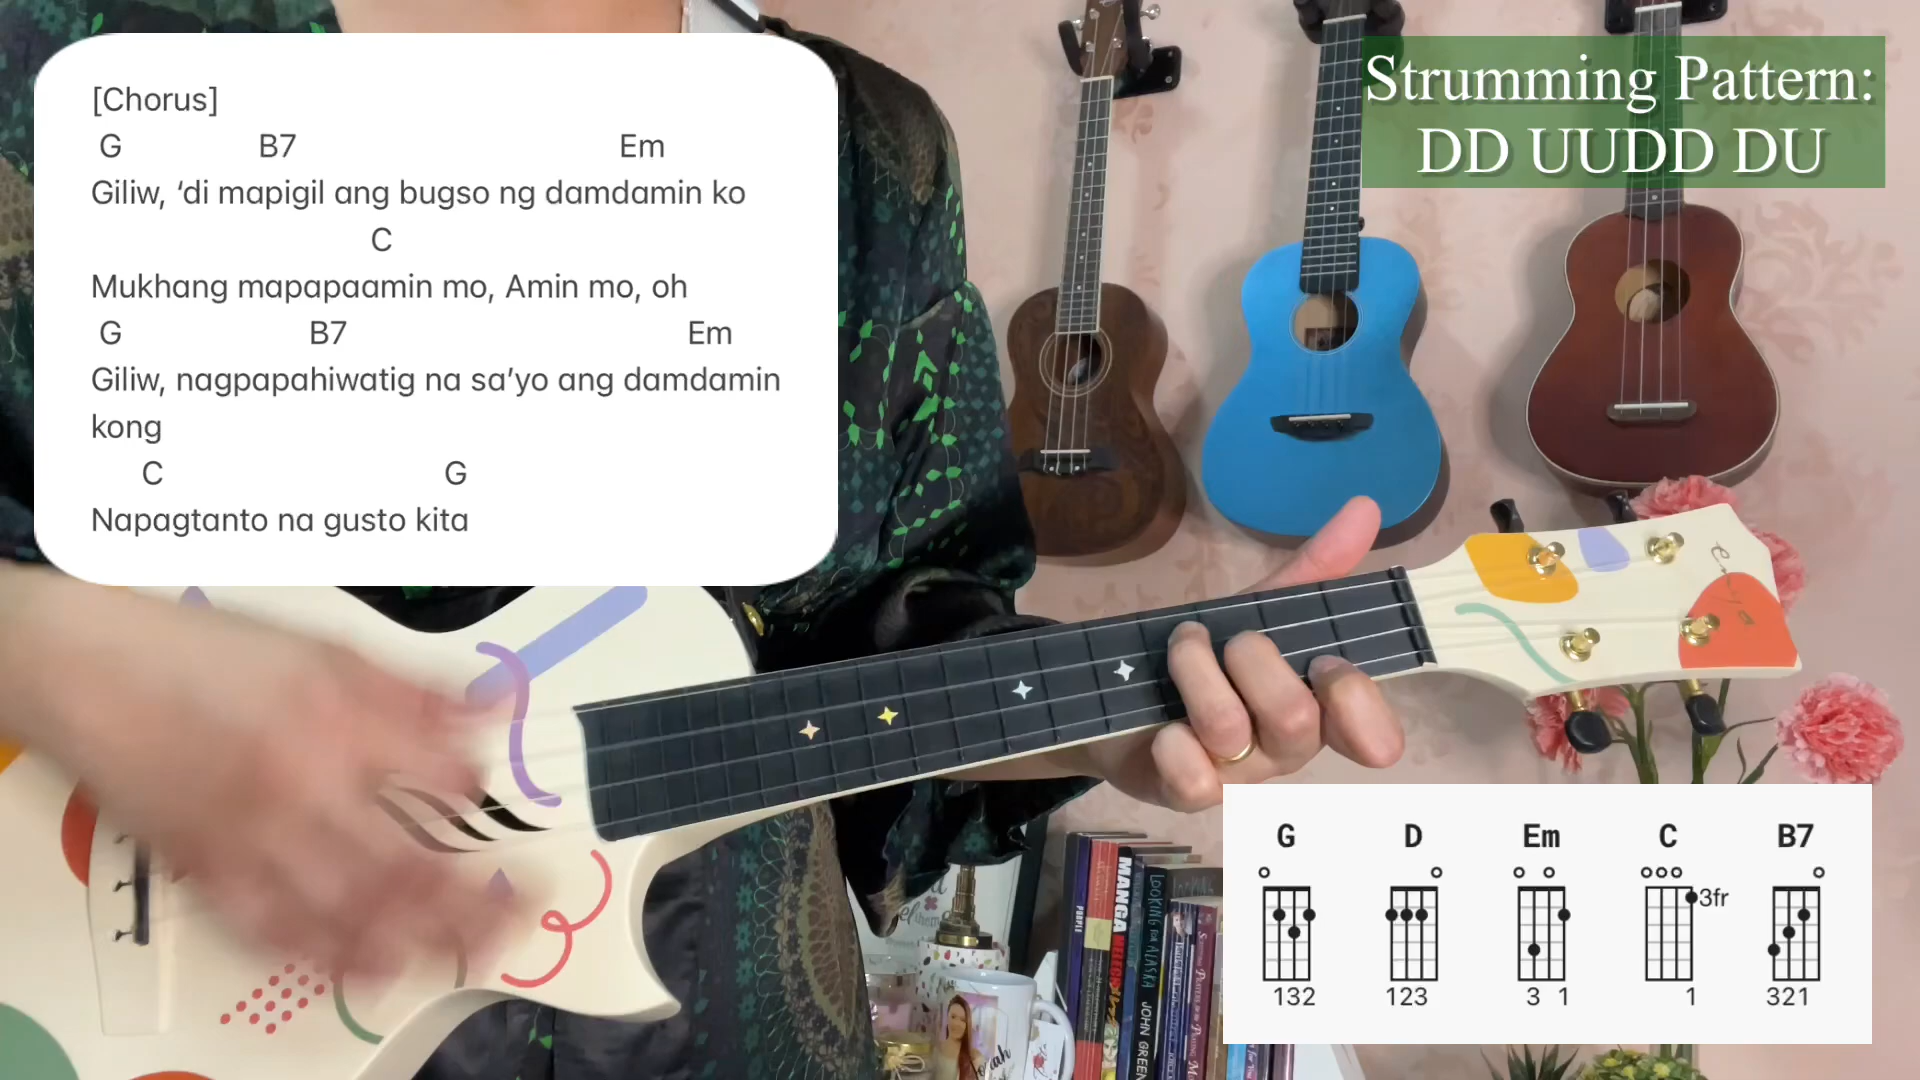 [Chorus]
G B7 Em
Giliw, ‘di mapigil ang bugso ng damdamin ko
C
Mukhang mapapaamin mo, Amin mo, oh
G B7 Em
Giliw, nagpapahiwatig na sa’yo ang damdamin
kong
C G
Napagtanto na gusto kita
Strumming Pattern:
DD UUDD DU
G D Em C B7
3fr
132 123 3 1 1 321
PURPLE
MANGA
LOOKING FOR ALASKA
JOHN GREEN